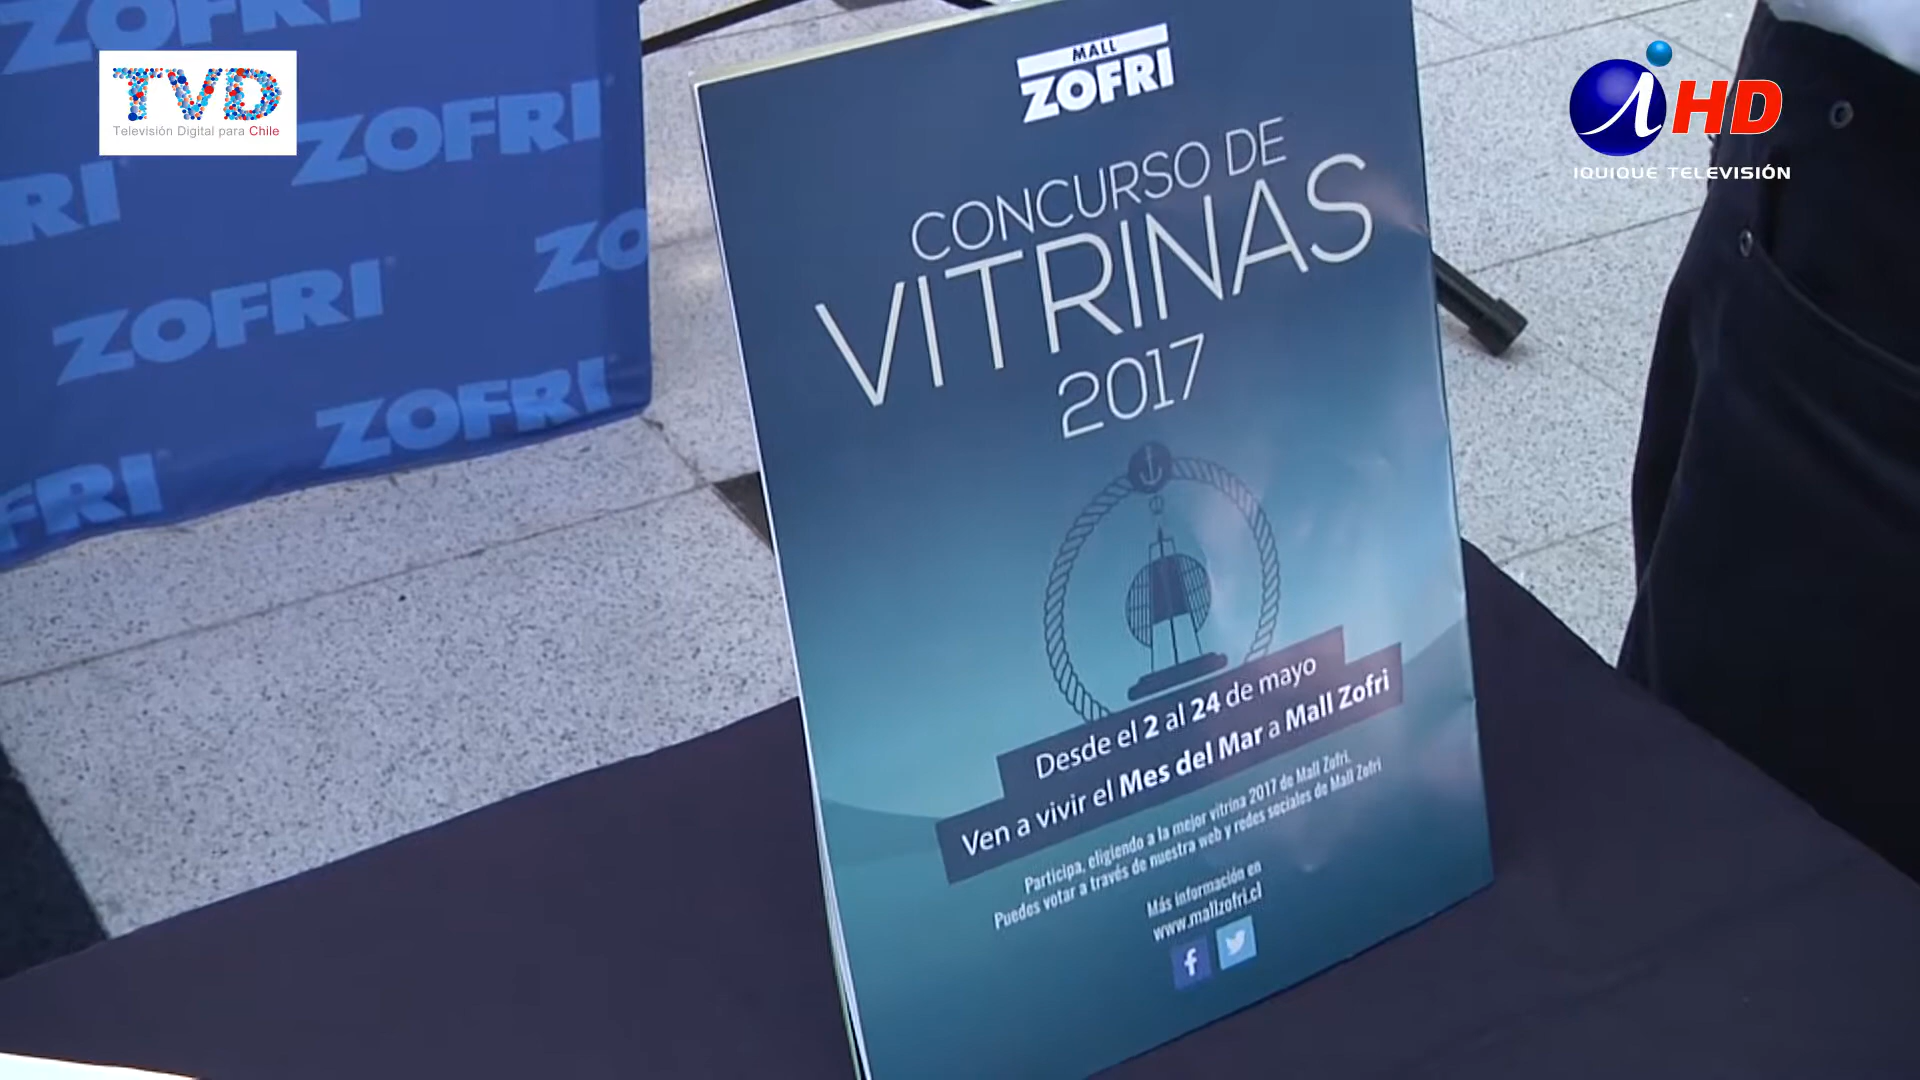 TVD
Televisión Digital para Chile
HD
IQUIQUE TELEVISIÓN
ZOFRI
ZOFRI
RI
ZOFRI
ZO
ZOFRI
FRI
MALL
ZOFRI
CONCURSO DE
VITRINAS
2017
Desde el 2 al 24 de mayo
Ven a vivir el Mes del Mar a Mall Zofri
Participa, eligiendo a la mejor vitrina 2017 de Mall Zofri.
Puedes votar a través de nuestra web y redes sociales de Mall Zofri
Más información en
www.mallzofri.cl
f